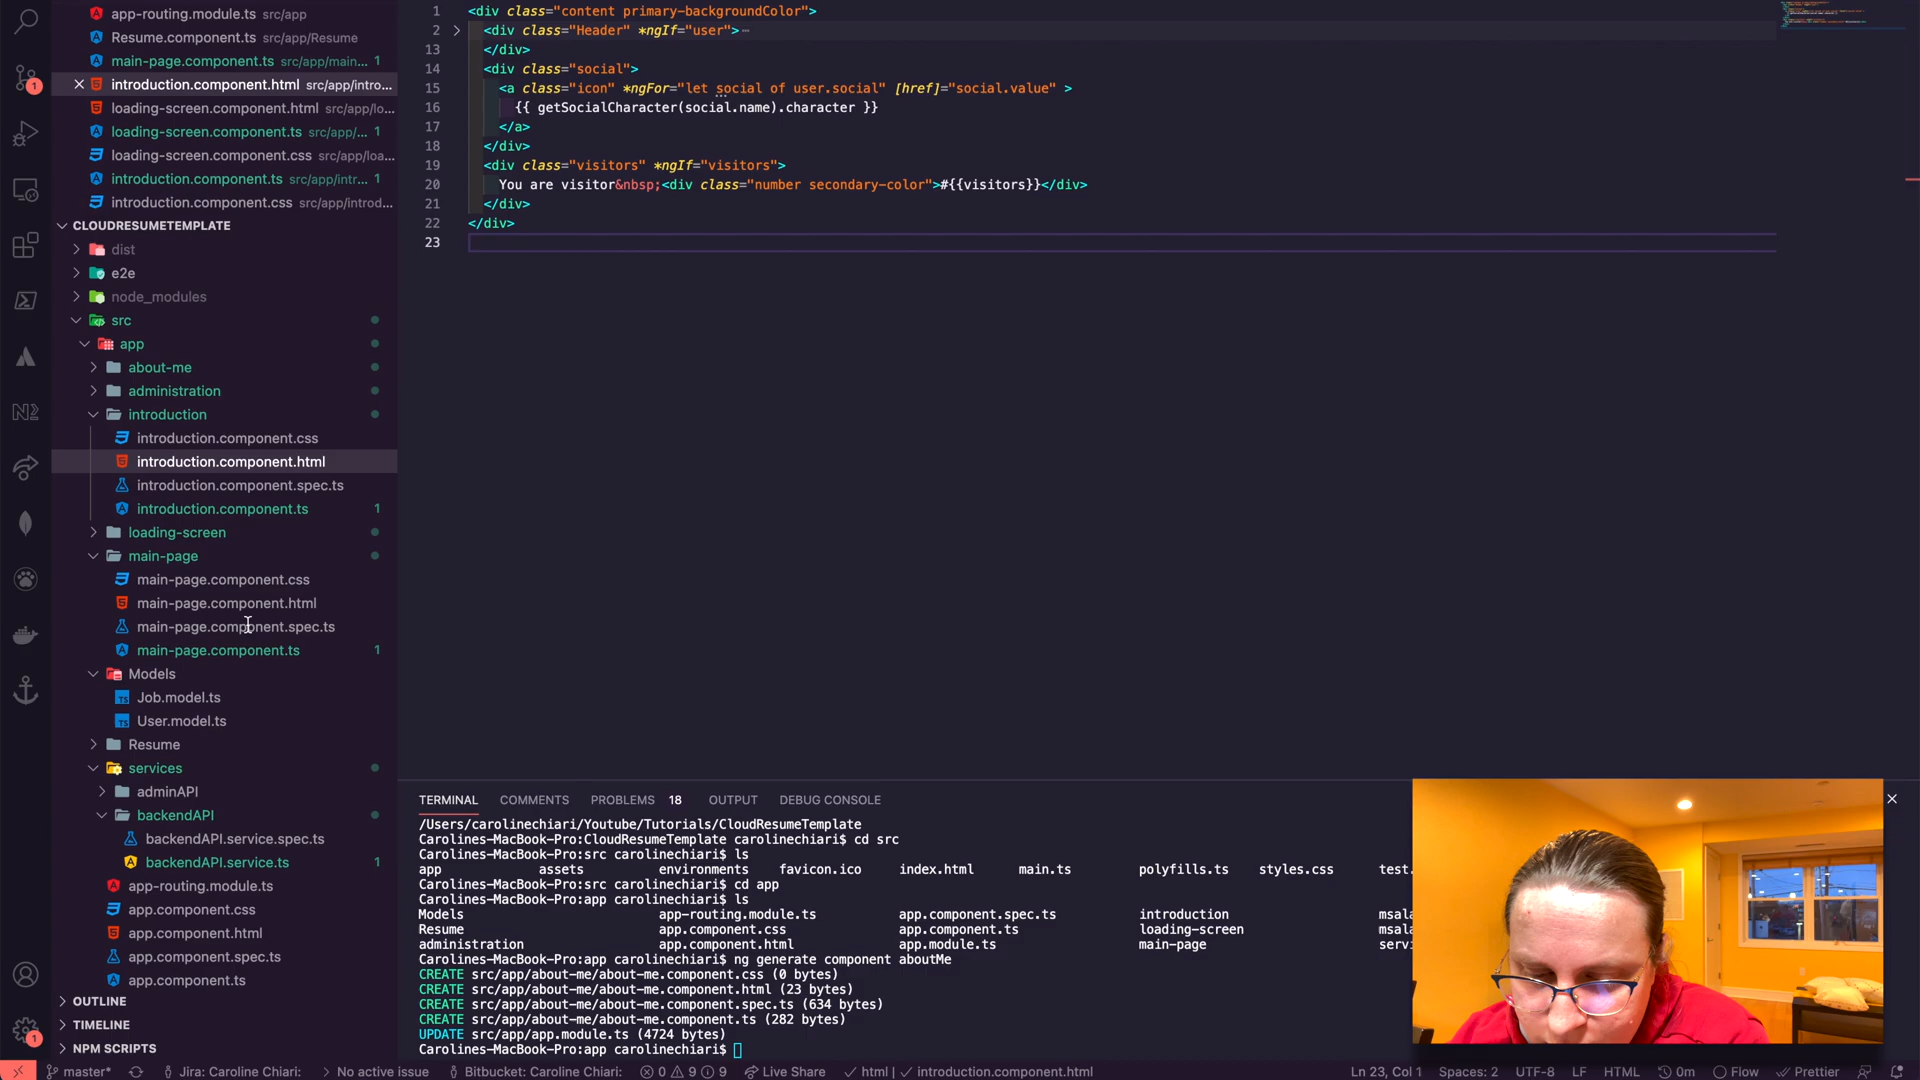 app-routing.module.ts src/app
Resume.component.ts src/app/Resume
main-page.component.ts src/app/main... 1
introduction.component.html src/app/intro...
loading-screen.component.html src/app/lo...
loading-screen.component.ts src/app/... 1
loading-screen.component.css src/app/loa...
introduction.component.ts src/app/intr... 1
introduction.component.css src/app/introd...
CLOUDRESUMETEMPLATE
dist
e2e
node_modules
src
app
about-me
administration
introduction
introduction.component.css
introduction.component.html
introduction.component.spec.ts
introduction.component.ts 1
loading-screen
main-page
main-page.component.css
main-page.component.html
main-page.component.spec.ts
main-page.component.ts 1
Models
Job.model.ts
User.model.ts
Resume
services
adminAPI
backendAPI
backendAPI.service.spec.ts
backendAPI.service.ts 1
app-routing.module.ts
app.component.css
app.component.html
app.component.spec.ts
app.component.ts
OUTLINE
TIMELINE
NPM SCRIPTS
1 <div class="content primary-backgroundColor">
2 <div class="Header" *ngIf="user">…
13 </div>
14 <div class="social">
15 <a class="icon" *ngFor="let social of user.social" [href]="social.value" >
16 {{ getSocialCharacter(social.name).character }}
17 </a>
18 </div>
19 <div class="visitors" *ngIf="visitors">
20 You are visitor&nbsp;<div class="number secondary-color">#{{visitors}}</div>
21 </div>
22 </div>
23
TERMINAL COMMENTS PROBLEMS 18 OUTPUT DEBUG CONSOLE
/Users/carolinechiari/Youtube/Tutorials/CloudResumeTemplate
Carolines-MacBook-Pro:CloudResumeTemplate carolinechiari$ cd src
Carolines-MacBook-Pro:src carolinechiari$ ls
app assets environments favicon.ico index.html main.ts polyfills.ts styles.css test.
Carolines-MacBook-Pro:src carolinechiari$ cd app
Carolines-MacBook-Pro:app carolinechiari$ ls
Models app-routing.module.ts app.component.spec.ts introduction msala
Resume app.component.css app.component.ts loading-screen msala
administration app.component.html app.module.ts main-page servi
Carolines-MacBook-Pro:app carolinechiari$ ng generate component aboutMe
CREATE src/app/about-me/about-me.component.css (0 bytes)
CREATE src/app/about-me/about-me.component.html (23 bytes)
CREATE src/app/about-me/about-me.component.spec.ts (634 bytes)
CREATE src/app/about-me/about-me.component.ts (282 bytes)
UPDATE src/app/app.module.ts (4724 bytes)
Carolines-MacBook-Pro:app carolinechiari$
master* Jira: Caroline Chiari: No active issue Bitbucket: Caroline Chiari: 0 9 9 Live Share html | introduction.component.html Ln 23, Col 1 Spaces: 2 UTF-8 LF HTML 0m Flow Prettier